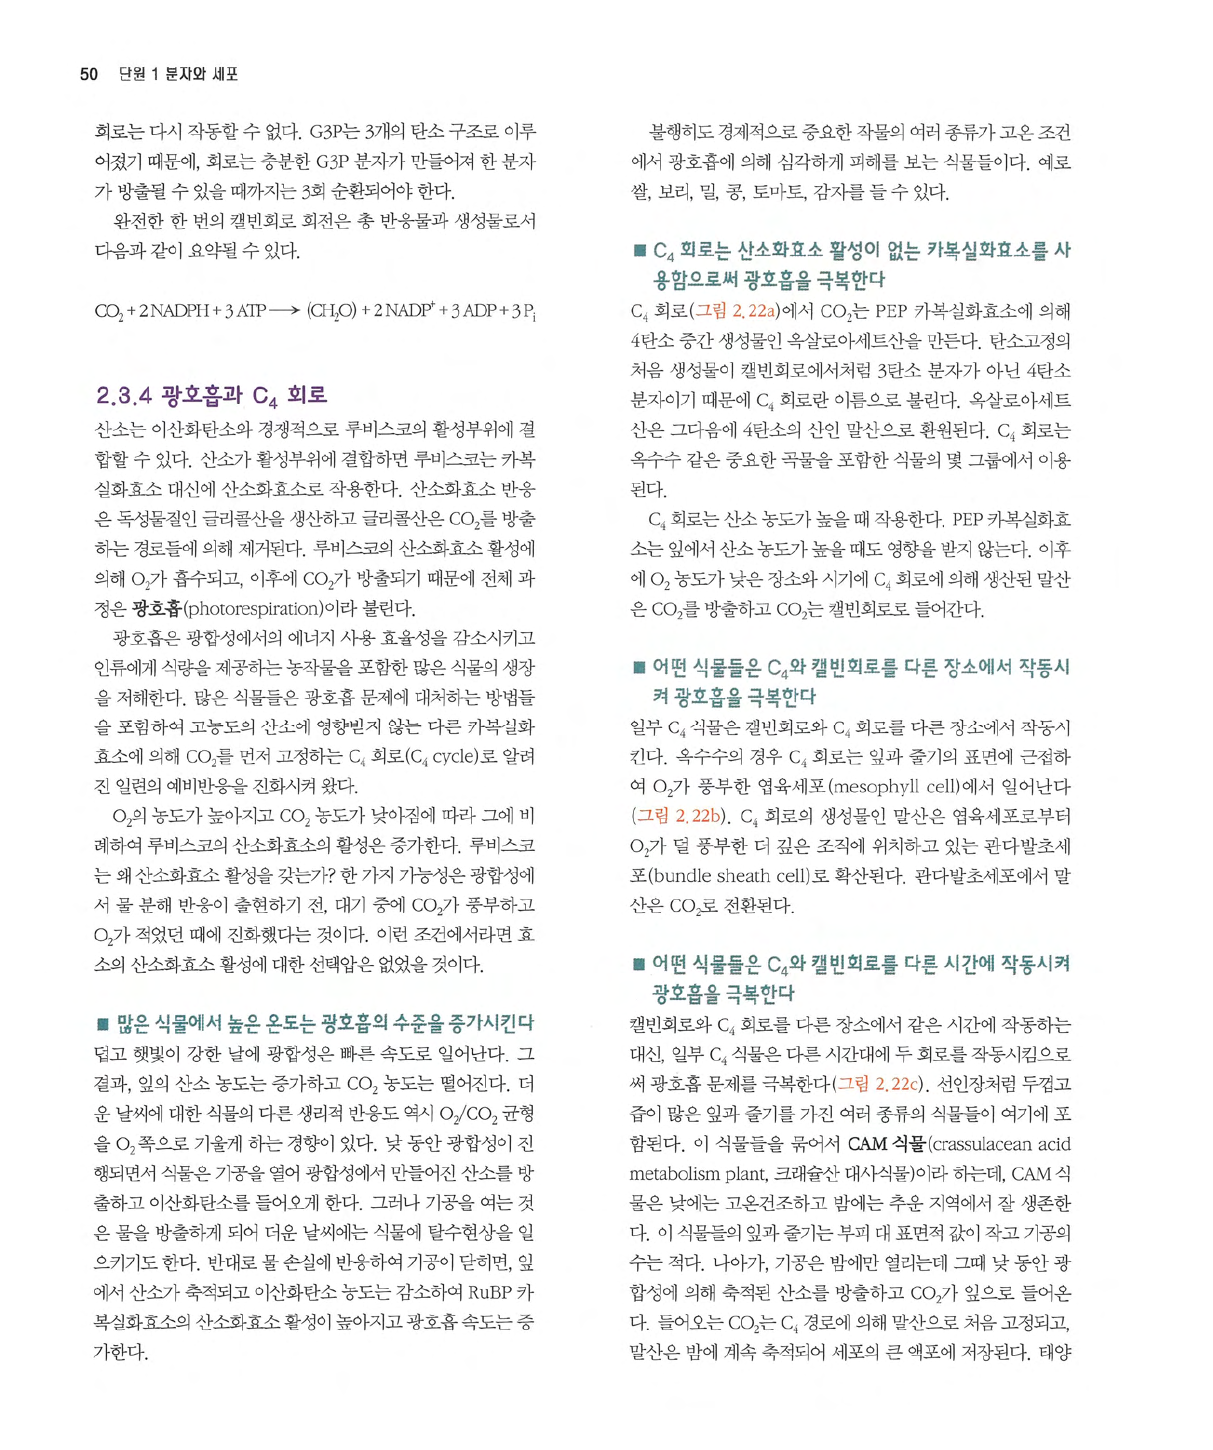 50 단원 1 분자와 세포
회로는 다시 작동할 수 없다. G3P는 3개의 탄소 구조로 이루
어졌기 때문에, 회로는 충분한 G3P 분자가 만들어져 한 분자
가 방출될 수 있을 때까지는 3회 순환되어야 한다.
완전한 한 번의 캘빈회로 회전은 총 반응물과 생성물로서
다음과 같이 요약될 수 있다.
CO₂ + 2 NADPH + 3 ATP ⟶ (CH₂O) + 2 NADP⁺ + 3 ADP + 3 Pᵢ
2.3.4 광호흡과 C₄ 회로
산소는 이산화탄소와 경쟁적으로 루비스코의 활성부위에 결
합할 수 있다. 산소가 활성부위에 결합하면 루비스코는 카복
실화효소 대신에 산소화효소로 작용한다. 산소화효소 반응
은 독성물질인 글리콜산을 생산하고 글리콜산은 CO₂를 방출
하는 경로들에 의해 제거된다. 루비스코의 산소화효소 활성에
의해 O₂가 흡수되고, 이후에 CO₂가 방출되기 때문에 전체 과
정은 광호흡(photorespiration)이라 불린다.
광호흡은 광합성에서의 에너지 사용 효율성을 감소시키고
인류에게 식량을 제공하는 농작물을 포함한 많은 식물의 생장
을 저해한다. 많은 식물들은 광호흡 문제에 대처하는 방법들
을 포함하여 고농도의 산소에 영향받지 않는 다른 카복실화
효소에 의해 CO₂를 먼저 고정하는 C₄ 회로(C₄ cycle)로 알려
진 일련의 예비반응을 진화시켜 왔다.
O₂의 농도가 높아지고 CO₂ 농도가 낮아짐에 따라 그에 비
례하여 루비스코의 산소화효소의 활성은 증가한다. 루비스코
는 왜 산소화효소 활성을 갖는가? 한 가지 가능성은 광합성에
서 물 분해 반응이 출현하기 전, 대기 중에 CO₂가 풍부하고
O₂가 적었던 때에 진화했다는 것이다. 이런 조건에서라면 효
소의 산소화효소 활성에 대한 선택압은 없었을 것이다.
■ 많은 식물에서 높은 온도는 광호흡의 수준을 증가시킨다
덥고 햇빛이 강한 날에 광합성은 빠른 속도로 일어난다. 그
결과, 잎의 산소 농도는 증가하고 CO₂ 농도는 떨어진다. 더
운 날씨에 대한 식물의 다른 생리적 반응도 역시 O₂/CO₂ 균형
을 O₂ 쪽으로 기울게 하는 경향이 있다. 낮 동안 광합성이 진
행되면서 식물은 기공을 열어 광합성에서 만들어진 산소를 방
출하고 이산화탄소를 들어오게 한다. 그러나 기공을 여는 것
은 물을 방출하게 되어 더운 날씨에는 식물에 탈수현상을 일
으키기도 한다. 반대로 물 손실에 반응하여 기공이 닫히면, 잎
에서 산소가 축적되고 이산화탄소 농도는 감소하여 RuBP 카
복실화효소의 산소화효소 활성이 높아지고 광호흡 속도는 증
가한다.
불행히도 경제적으로 중요한 작물의 여러 종류가 고온 조건
에서 광호흡에 의해 심각하게 피해를 보는 식물들이다. 예로
쌀, 보리, 밀, 콩, 토마토, 감자를 들 수 있다.
■ C₄ 회로는 산소화효소 활성이 없는 카복실화효소를 사
용함으로써 광호흡을 극복한다
C₄ 회로(그림 2.22a)에서 CO₂는 PEP 카복실화효소에 의해
4탄소 중간 생성물인 옥살로아세트산을 만든다. 탄소고정의
처음 생성물이 캘빈회로에서처럼 3탄소 분자가 아닌 4탄소
분자이기 때문에 C₄ 회로란 이름으로 불린다. 옥살로아세트
산은 그다음에 4탄소의 산인 말산으로 환원된다. C₄ 회로는
옥수수 같은 중요한 곡물을 포함한 식물의 몇 그룹에서 이용
된다.
C₄ 회로는 산소 농도가 높을 때 작용한다. PEP 카복실화효
소는 잎에서 산소 농도가 높을 때도 영향을 받지 않는다. 이후
에 O₂ 농도가 낮은 장소와 시기에 C₄ 회로에 의해 생산된 말산
은 CO₂를 방출하고 CO₂는 캘빈회로로 들어간다.
■ 어떤 식물들은 C₄와 캘빈회로를 다른 장소에서 작동시
켜 광호흡을 극복한다
일부 C₄ 식물은 캘빈회로와 C₄ 회로를 다른 장소에서 작동시
킨다. 옥수수의 경우 C₄ 회로는 잎과 줄기의 표면에 근접하
여 O₂가 풍부한 엽육세포(mesophyll cell)에서 일어난다
(그림 2.22b). C₄ 회로의 생성물인 말산은 엽육세포로부터
O₂가 덜 풍부한 더 깊은 조직에 위치하고 있는 관다발초세
포(bundle sheath cell)로 확산된다. 관다발초세포에서 말
산은 CO₂로 전환된다.
■ 어떤 식물들은 C₄와 캘빈회로를 다른 시간에 작동시켜
광호흡을 극복한다
캘빈회로와 C₄ 회로를 다른 장소에서 같은 시간에 작동하는
대신, 일부 C₄ 식물은 다른 시간대에 두 회로를 작동시킴으로
써 광호흡 문제를 극복한다(그림 2.22c). 선인장처럼 두껍고
즙이 많은 잎과 줄기를 가진 여러 종류의 식물들이 여기에 포
함된다. 이 식물들을 묶어서 CAM 식물(crassulacean acid
metabolism plant, 크래슐산 대사식물)이라 하는데, CAM 식
물은 낮에는 고온건조하고 밤에는 추운 지역에서 잘 생존한
다. 이 식물들의 잎과 줄기는 부피 대 표면적 값이 작고 기공의
수는 적다. 나아가, 기공은 밤에만 열리는데 그때 낮 동안 광
합성에 의해 축적된 산소를 방출하고 CO₂가 잎으로 들어온
다. 들어오는 CO₂는 C₄ 경로에 의해 말산으로 처음 고정되고,
말산은 밤에 계속 축적되어 세포의 큰 액포에 저장된다. 태양